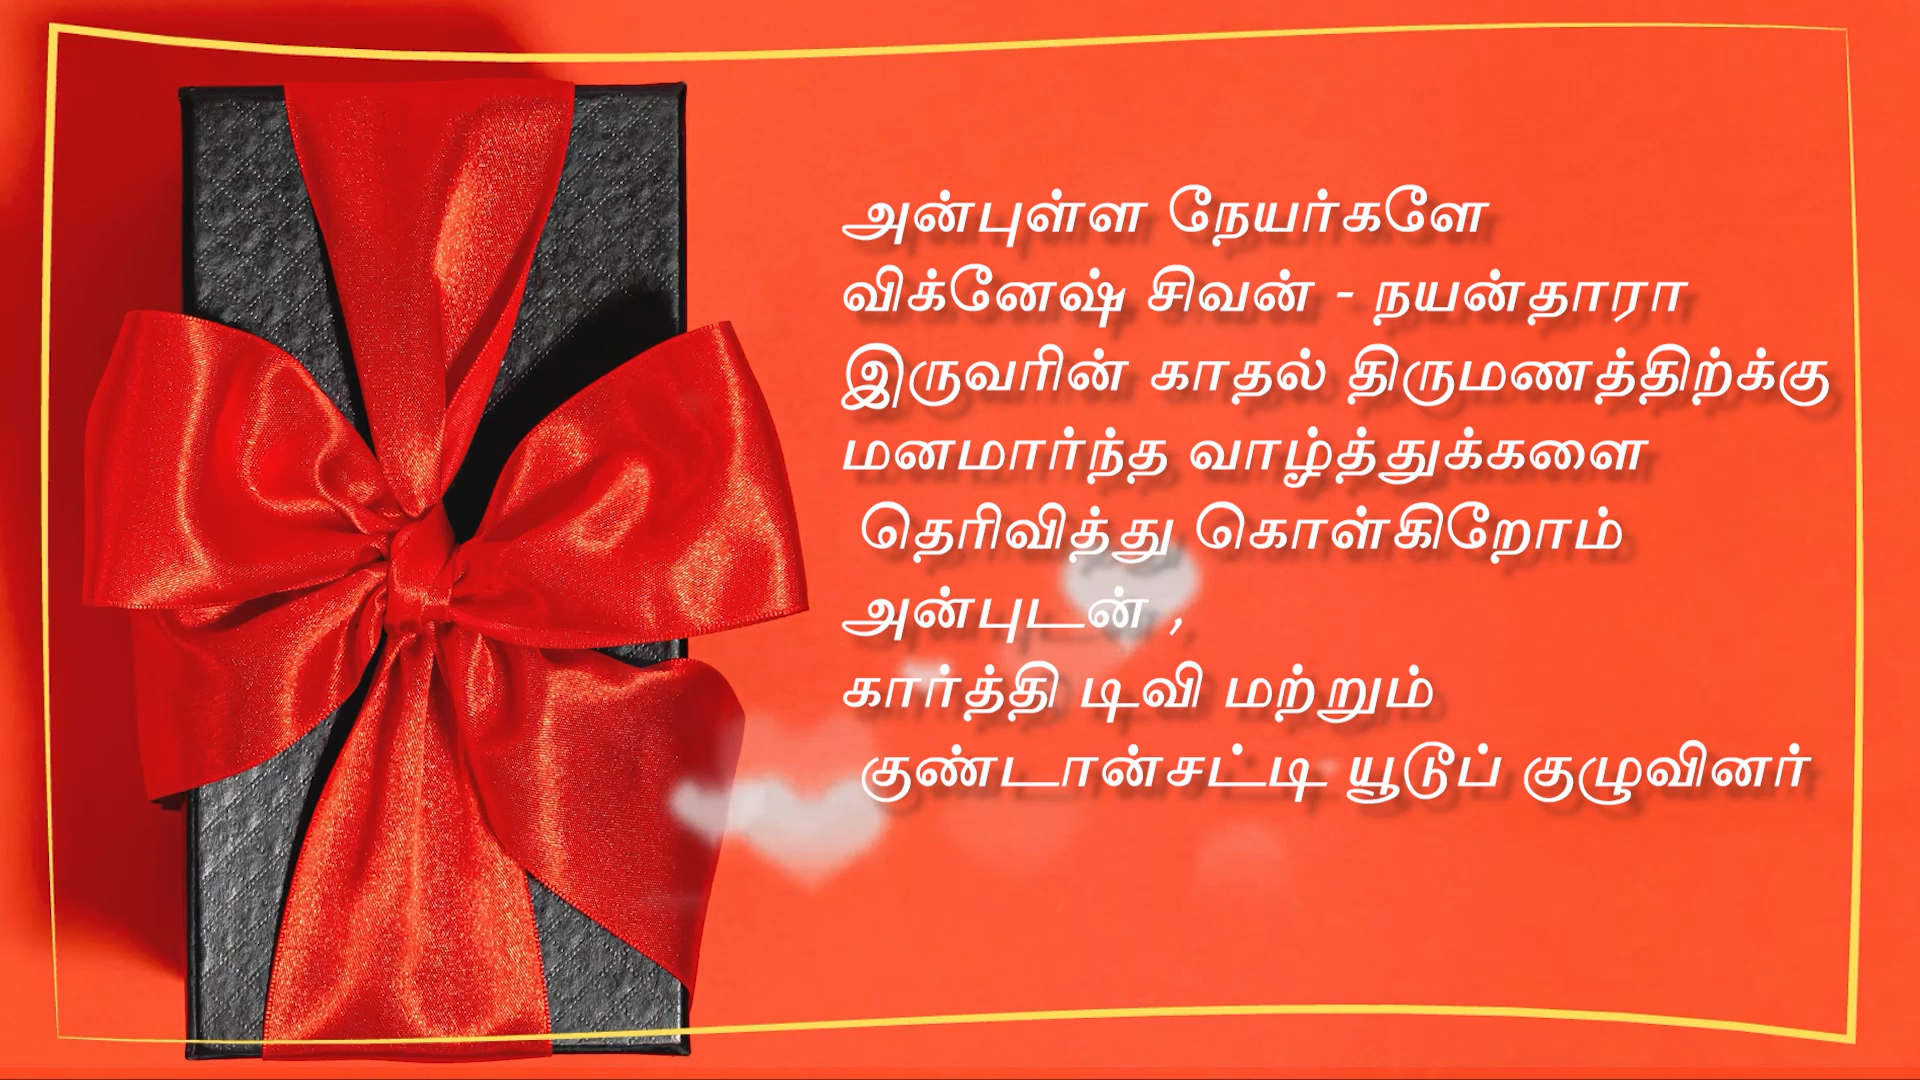 அன்புள்ள நேயர்களே
விக்னேஷ் சிவன் - நயன்தாரா
இருவரின் காதல் திருமணத்திற்க்கு
மனமார்ந்த வாழ்த்துக்களை
தெரிவித்து கொள்கிறோம்
அன்புடன் ,
கார்த்தி டிவி மற்றும்
குண்டான்சட்டி யூடூப் குழுவினர்